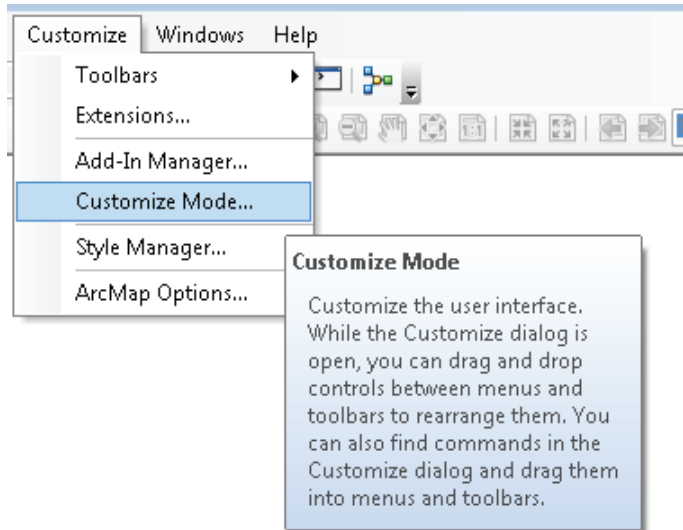 Customize Windows Help
Toolbars
Extensions...
1:1
Add-In Manager...
Customize Mode...
Style Manager...
ArcMap Options...
Customize Mode
Customize the user interface.
While the Customize dialog is
open, you can drag and drop
controls between menus and
toolbars to rearrange them. You
can also find commands in the
Customize dialog and drag them
into menus and toolbars.